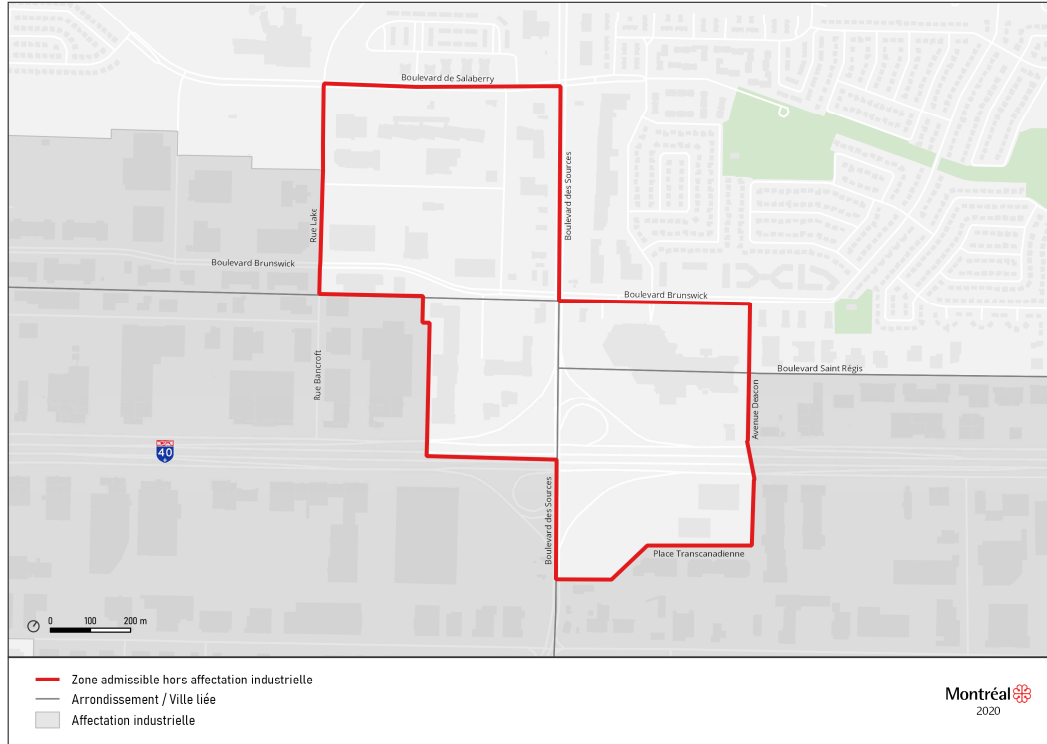 Boulevard de Salaberry
Boulevard des Sources
Rue Lake
Boulevard Brunswick
Boulevard Brunswick
Boulevard Saint Régis
Rue Bancroft
Avenue Deacon
40
Boulevard des Sources
Place Transcanadienne
0 100 200 m
Zone admissible hors affectation industrielle
Arrondissement / Ville liée
Affectation industrielle
Montréal
2020